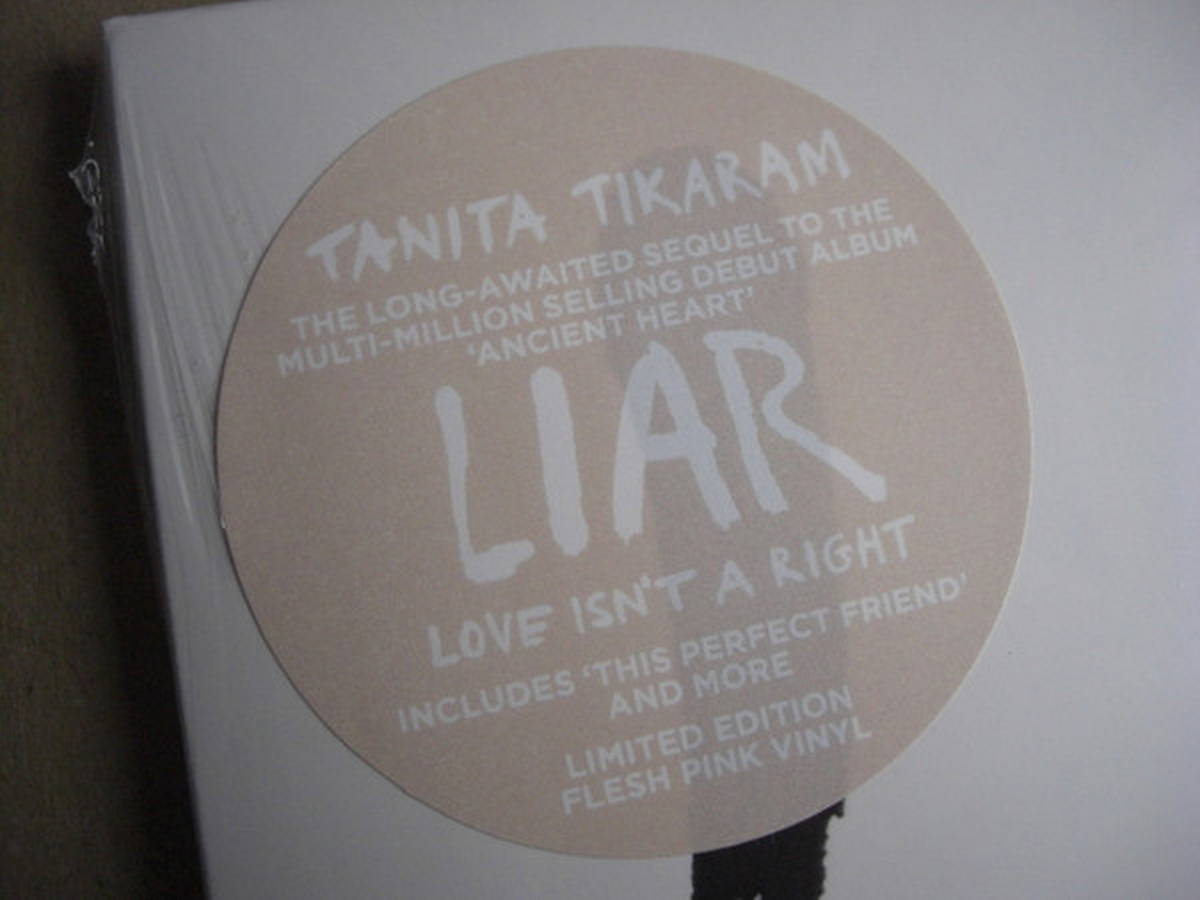 TANITA TIKARAM
THE LONG-AWAITED SEQUEL TO THE
MULTI-MILLION SELLING DEBUT ALBUM
'ANCIENT HEART'
LIAR
LOVE ISN'T A RIGHT
INCLUDES 'THIS PERFECT FRIEND'
AND MORE
LIMITED EDITION
FLESH PINK VINYL